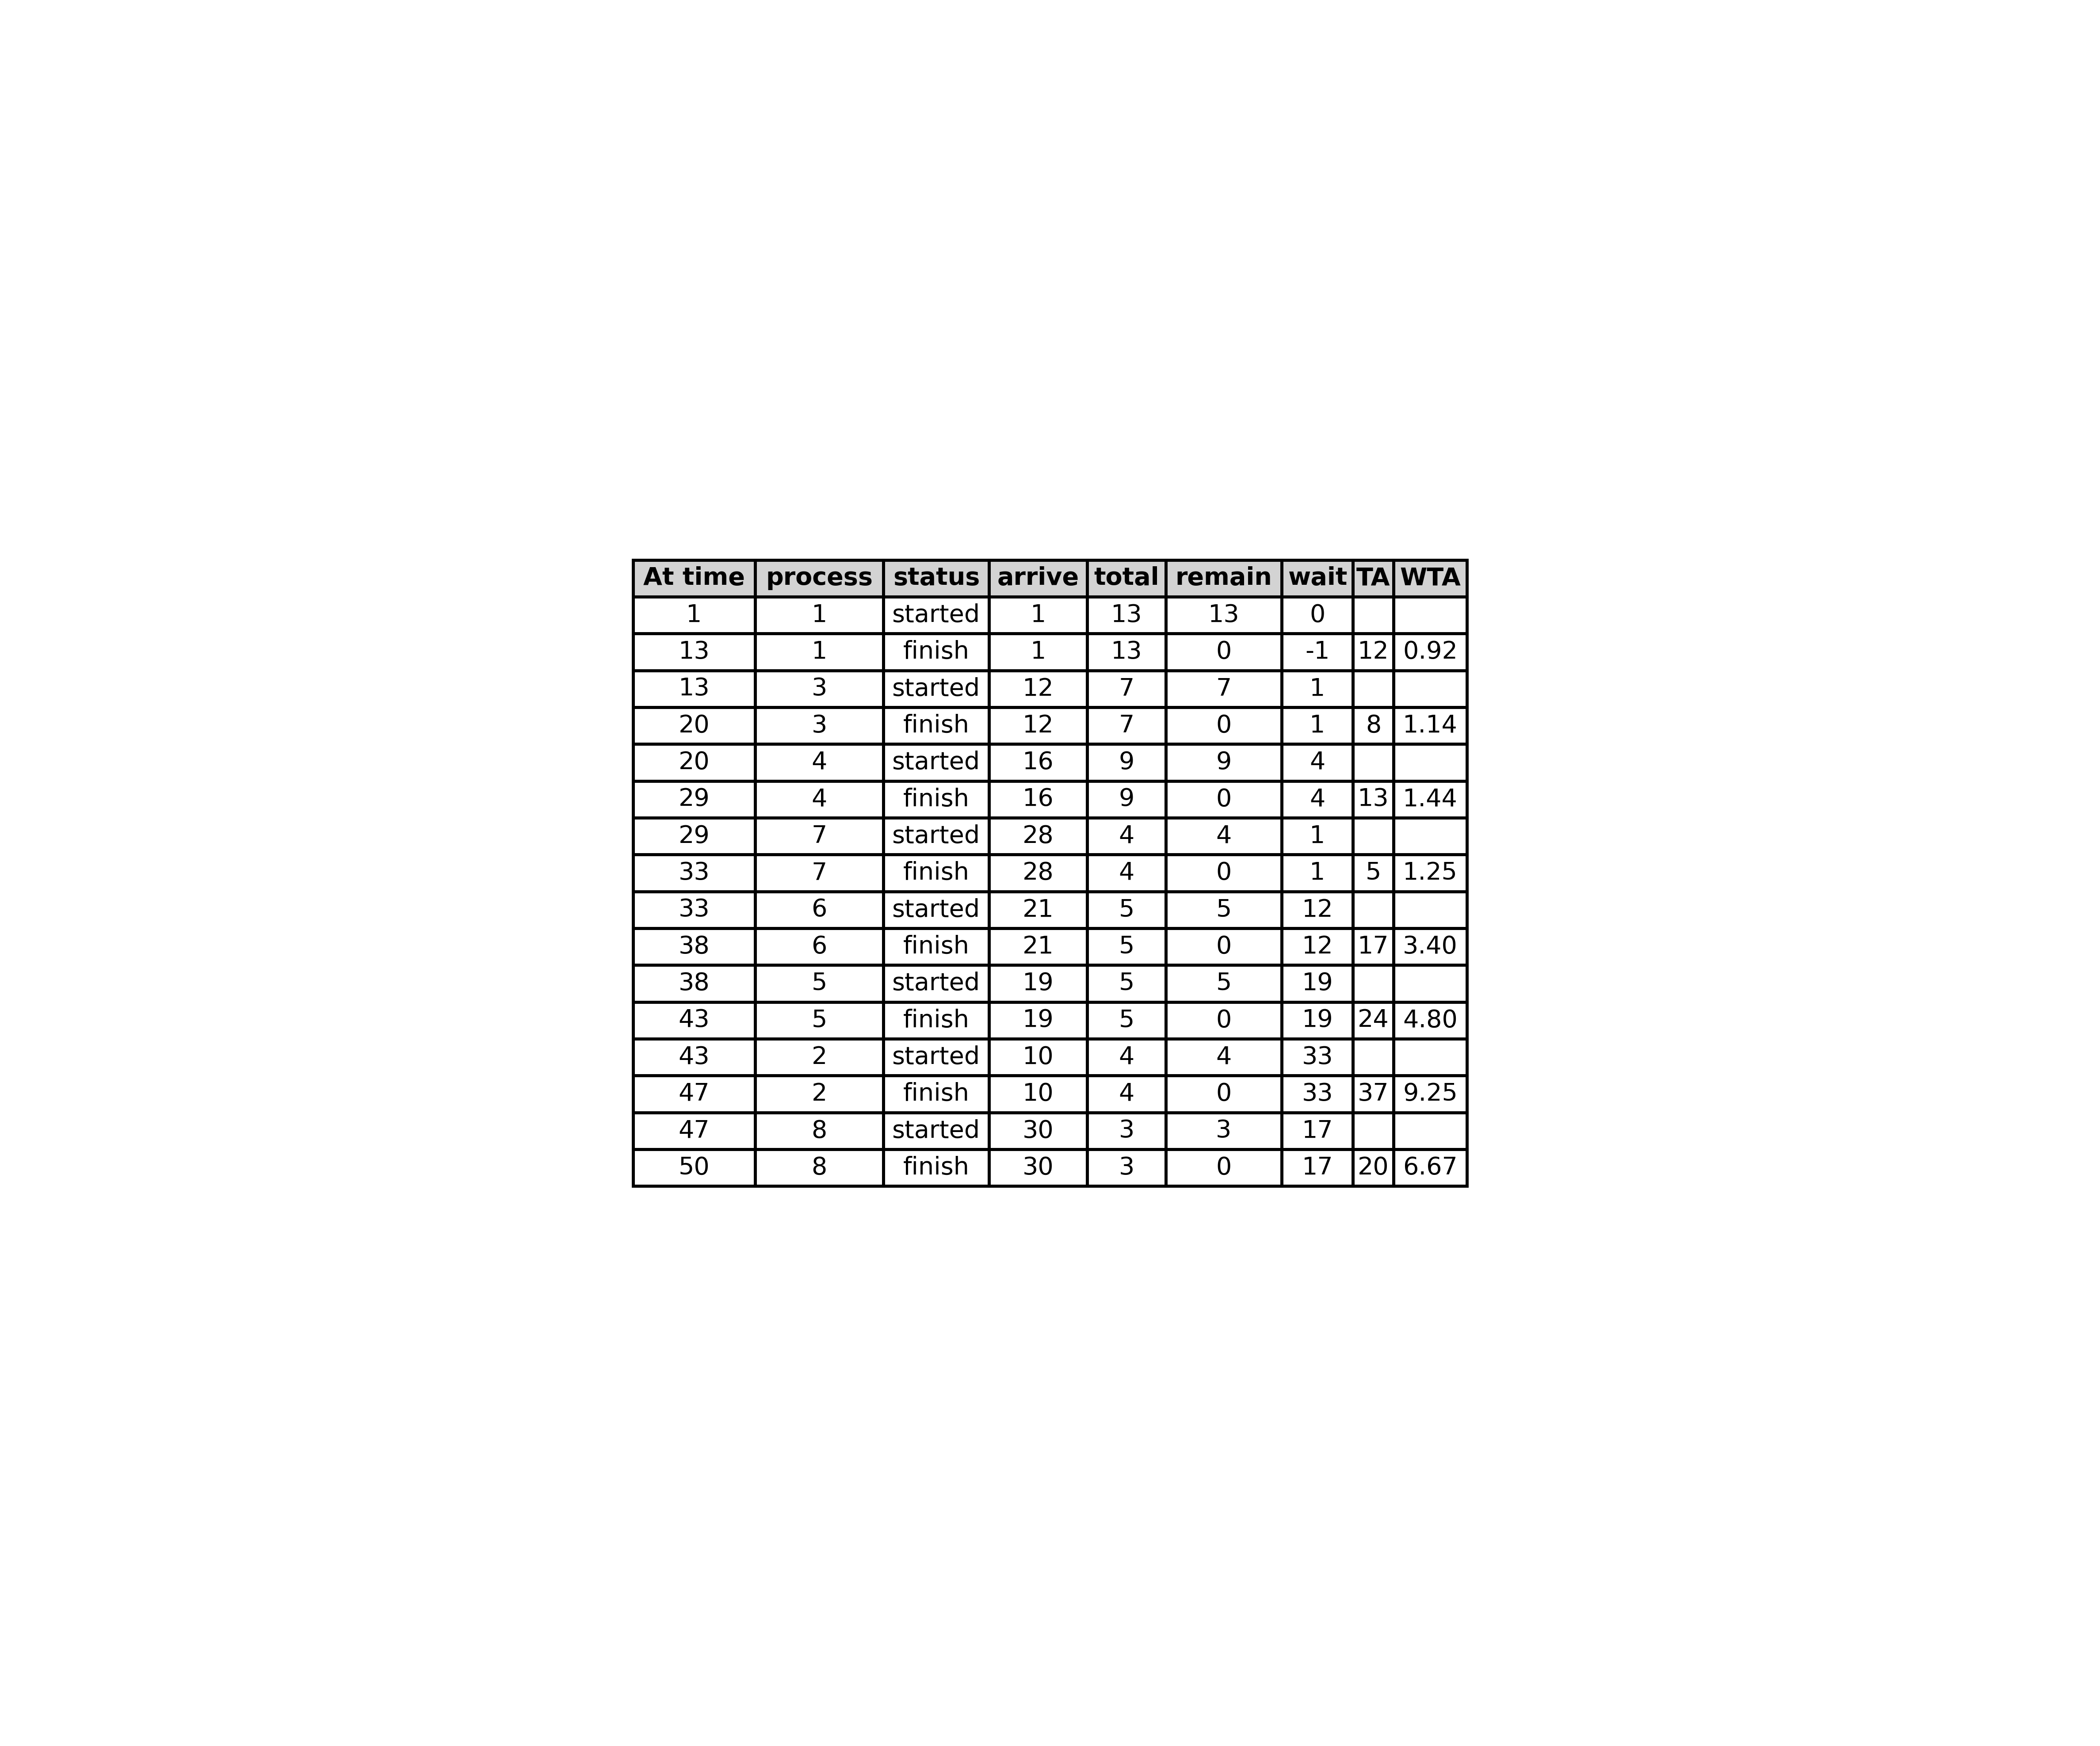 At time process status arrive total remain wait TA WTA
1 1 started 1 13 13 0
13 1 finish 1 13 0 -1 12 0.92
13 3 started 12 7 7 1
20 3 finish 12 7 0 1 8 1.14
20 4 started 16 9 9 4
29 4 finish 16 9 0 4 13 1.44
29 7 started 28 4 4 1
33 7 finish 28 4 0 1 5 1.25
33 6 started 21 5 5 12
38 6 finish 21 5 0 12 17 3.40
38 5 started 19 5 5 19
43 5 finish 19 5 0 19 24 4.80
43 2 started 10 4 4 33
47 2 finish 10 4 0 33 37 9.25
47 8 started 30 3 3 17
50 8 finish 30 3 0 17 20 6.67